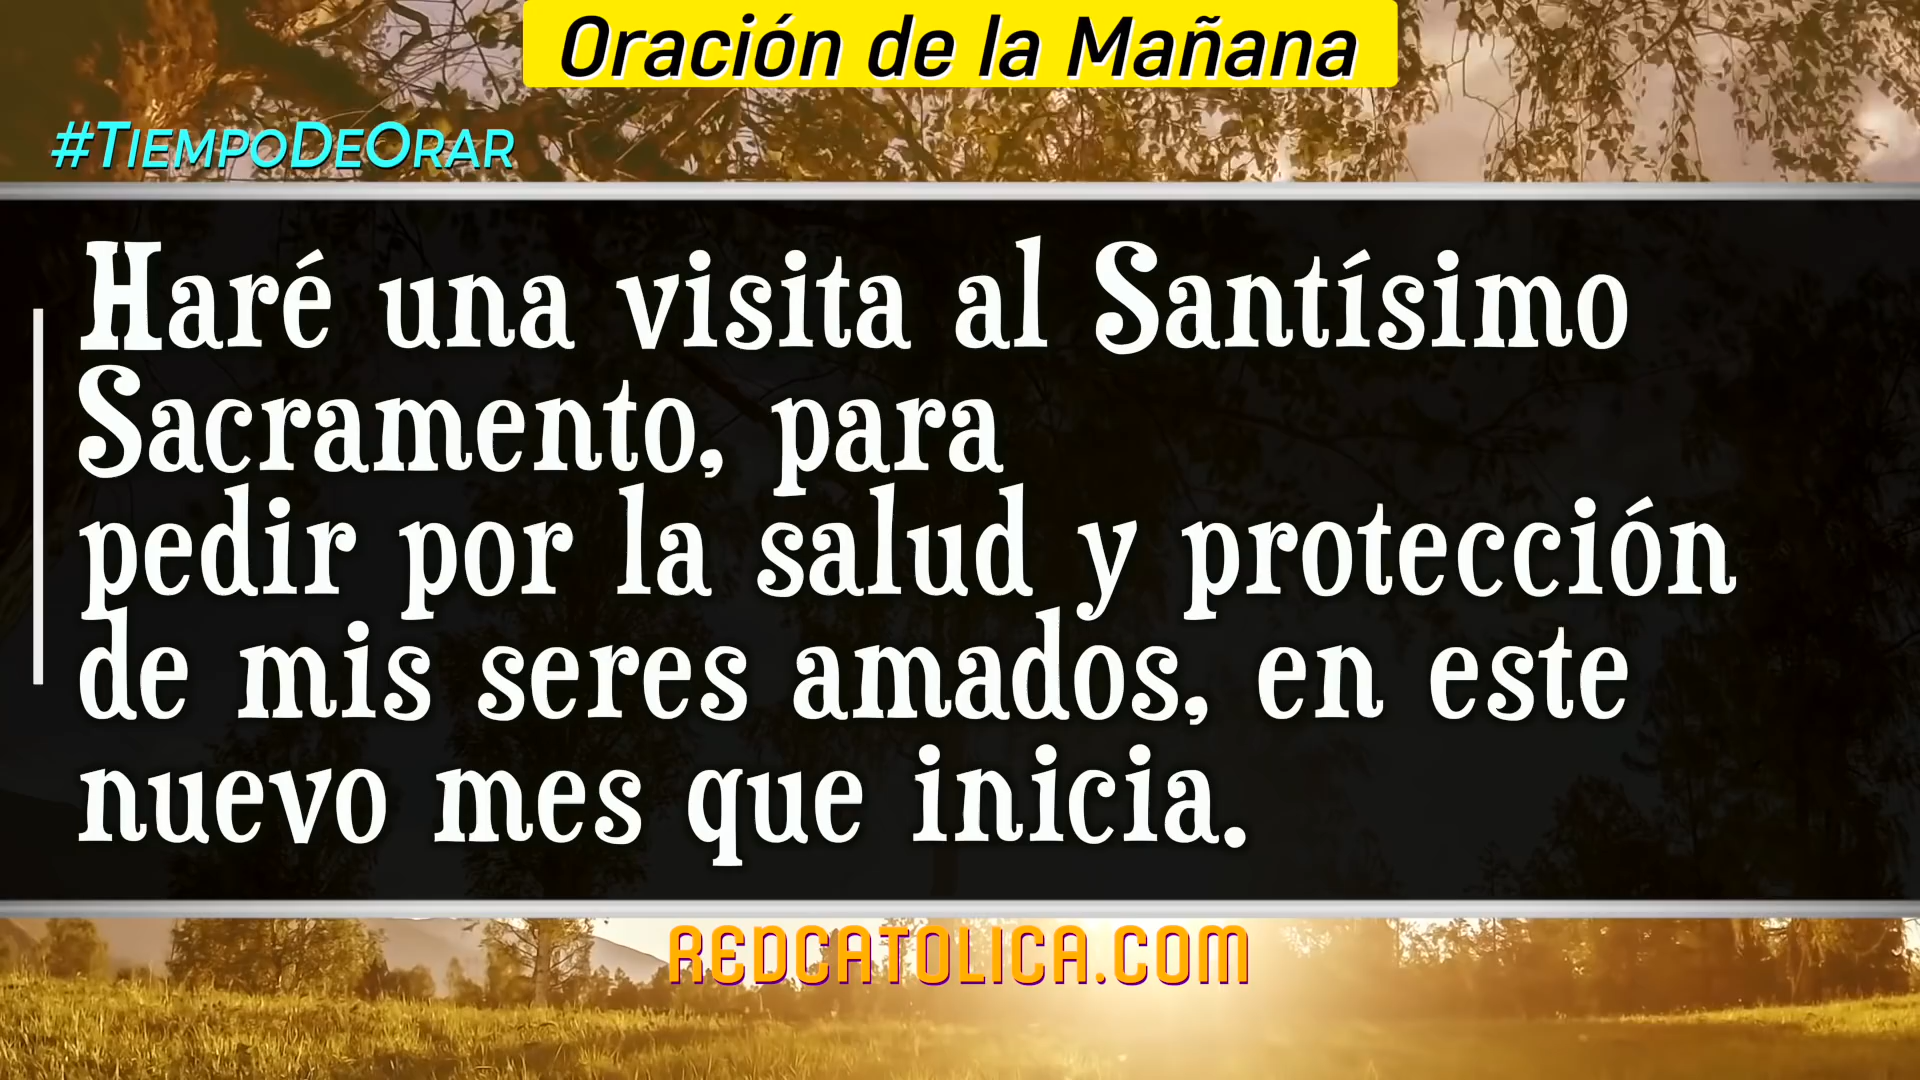 Oración de la Mañana
#TiempoDeOrar
Haré una visita al Santísimo
Sacramento, para
pedir por la salud y protección
de mis seres amados, en este
nuevo mes que inicia.
REDCATOLICA.COM